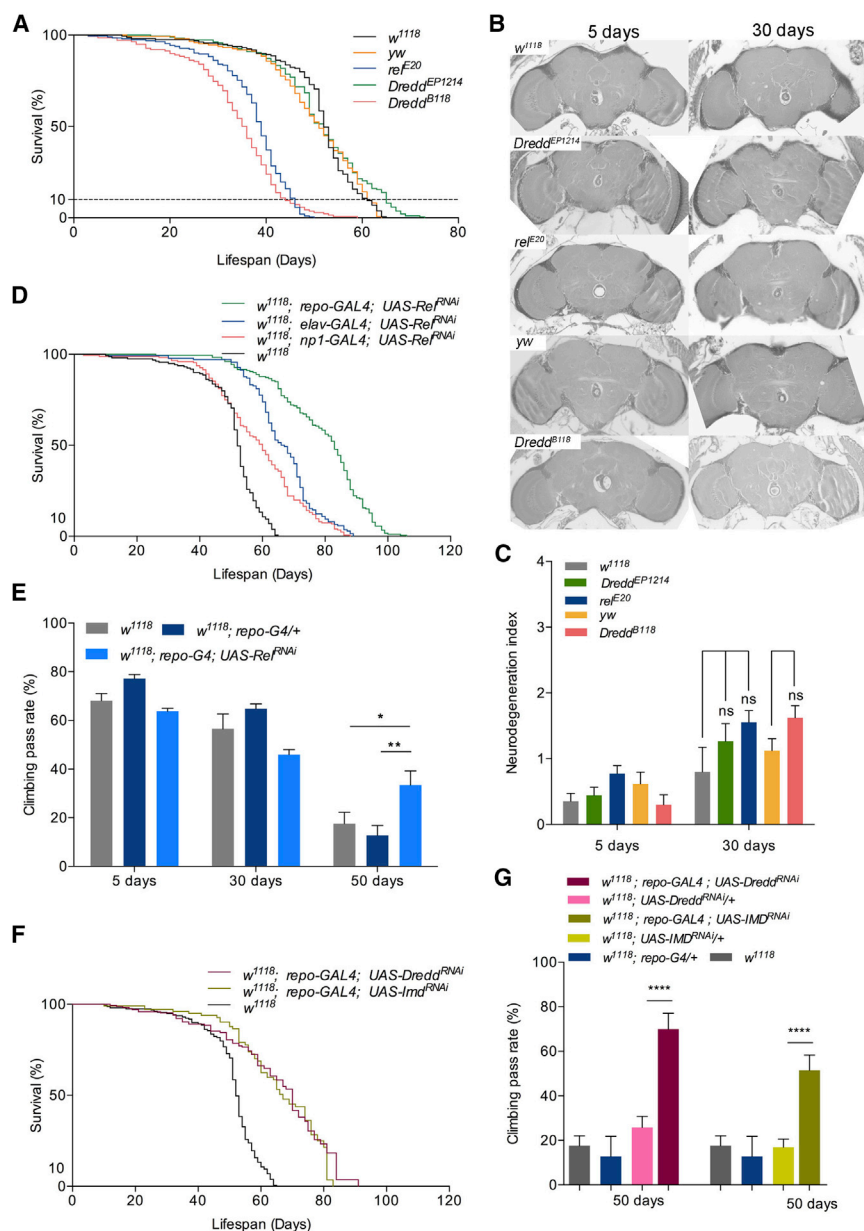 A
w1118
yw
relE20
DreddEP1214
DreddB118
Survival (%)
100
50
10
0
0 20 40 60 80
Lifespan (Days)
B
5 days 30 days
w1118
DreddEP1214
relE20
yw
DreddB118
D
w1118; repo-GAL4; UAS-RelRNAi
w1118; elav-GAL4; UAS-RelRNAi
w1118; np1-GAL4; UAS-RelRNAi
w1118
Survival (%)
100
50
10
0
0 20 40 60 80 100 120
Lifespan (Days)
C
w1118
DreddEP1214
relE20
yw
DreddB118
Neurodegeneration index
4
3
2
1
0
ns ns ns
5 days 30 days
E
w1118 w1118; repo-G4/+
w1118; repo-G4; UAS-RelRNAi
Climbing pass rate (%)
100
80
60
40
20
0
*
**
5 days 30 days 50 days
F
w1118; repo-GAL4; UAS-DreddRNAi
w1118; repo-GAL4; UAS-ImdRNAi
w1118
Survival (%)
100
50
10
0
0 20 40 60 80 100 120
Lifespan (Days)
G
w1118; repo-GAL4; UAS-DreddRNAi
w1118; UAS-DreddRNAi/+
w1118; repo-GAL4; UAS-IMDRNAi
w1118; UAS-IMDRNAi/+
w1118; repo-G4/+ w1118
Climbing pass rate (%)
100
80
60
40
20
0
**** ****
50 days 50 days